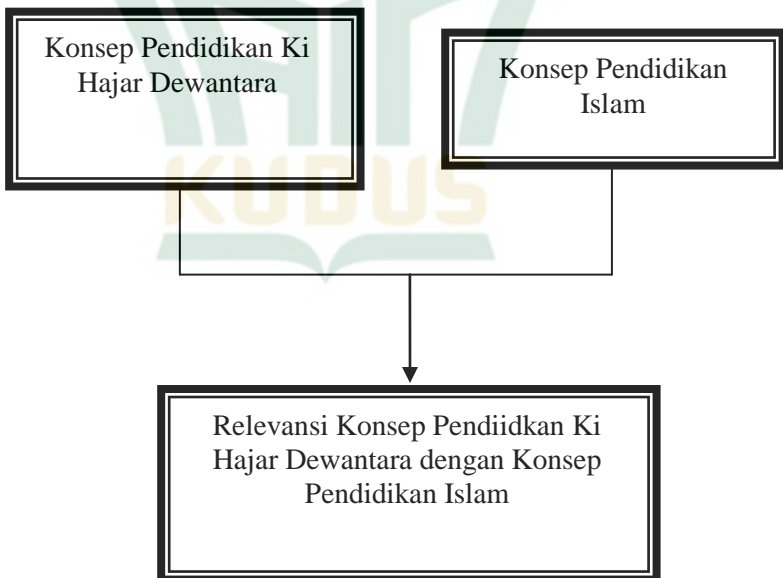 Konsep Pendidikan Ki
Hajar Dewantara
Konsep Pendidikan
Islam
KUDUS
Relevansi Konsep Pendiidkan Ki
Hajar Dewantara dengan Konsep
Pendidikan Islam